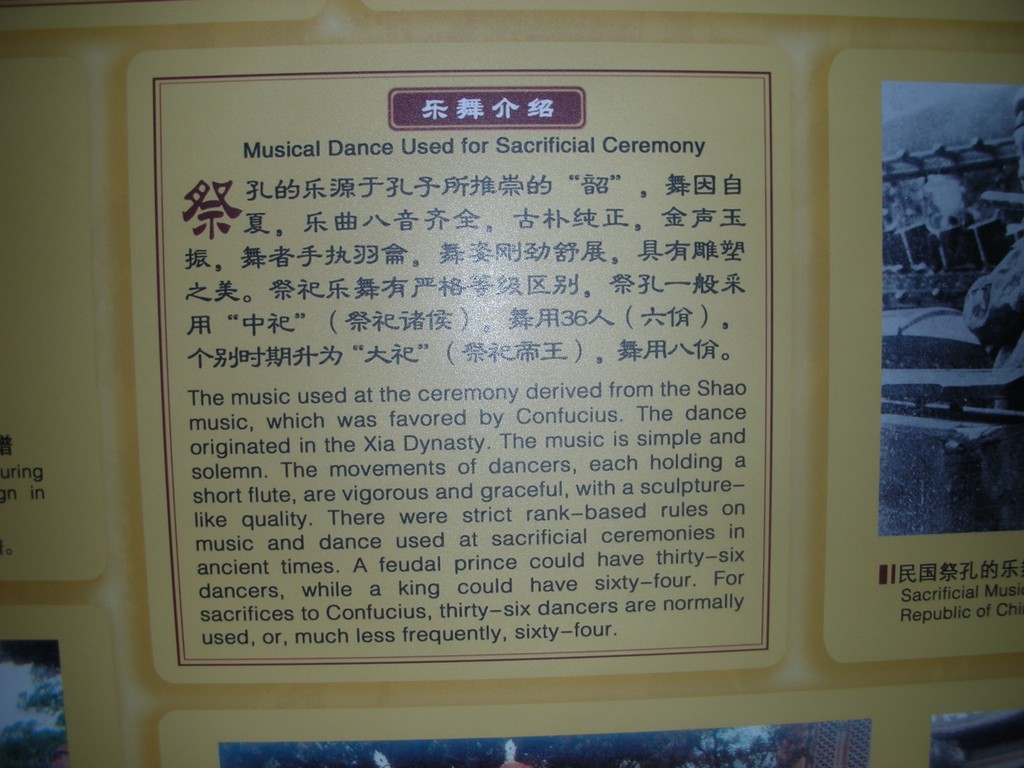 乐舞介绍
Musical Dance Used for Sacrificial Ceremony
祭孔的乐源于孔子所推崇的“韶”，舞因自
夏，乐曲八音齐全，古朴纯正，金声玉
振，舞者手执羽龠，舞姿刚劲舒展，具有雕塑
之美。祭祀乐舞有严格等级区别，祭孔一般采
用“中祀”（祭祀诸侯），舞用36人（六佾），
个别时期升为“大祀”（祭祀帝王），舞用八佾。
The music used at the ceremony derived from the Shao
music, which was favored by Confucius. The dance
originated in the Xia Dynasty. The music is simple and
solemn. The movements of dancers, each holding a
short flute, are vigorous and graceful, with a sculpture–
like quality. There were strict rank–based rules on
music and dance used at sacrificial ceremonies in
ancient times. A feudal prince could have thirty–six
dancers, while a king could have sixty–four. For
sacrifices to Confucius, thirty–six dancers are normally
used, or, much less frequently, sixty–four.
谱
uring
gn in
民国祭孔的乐
Sacrificial Music
Republic of Chi